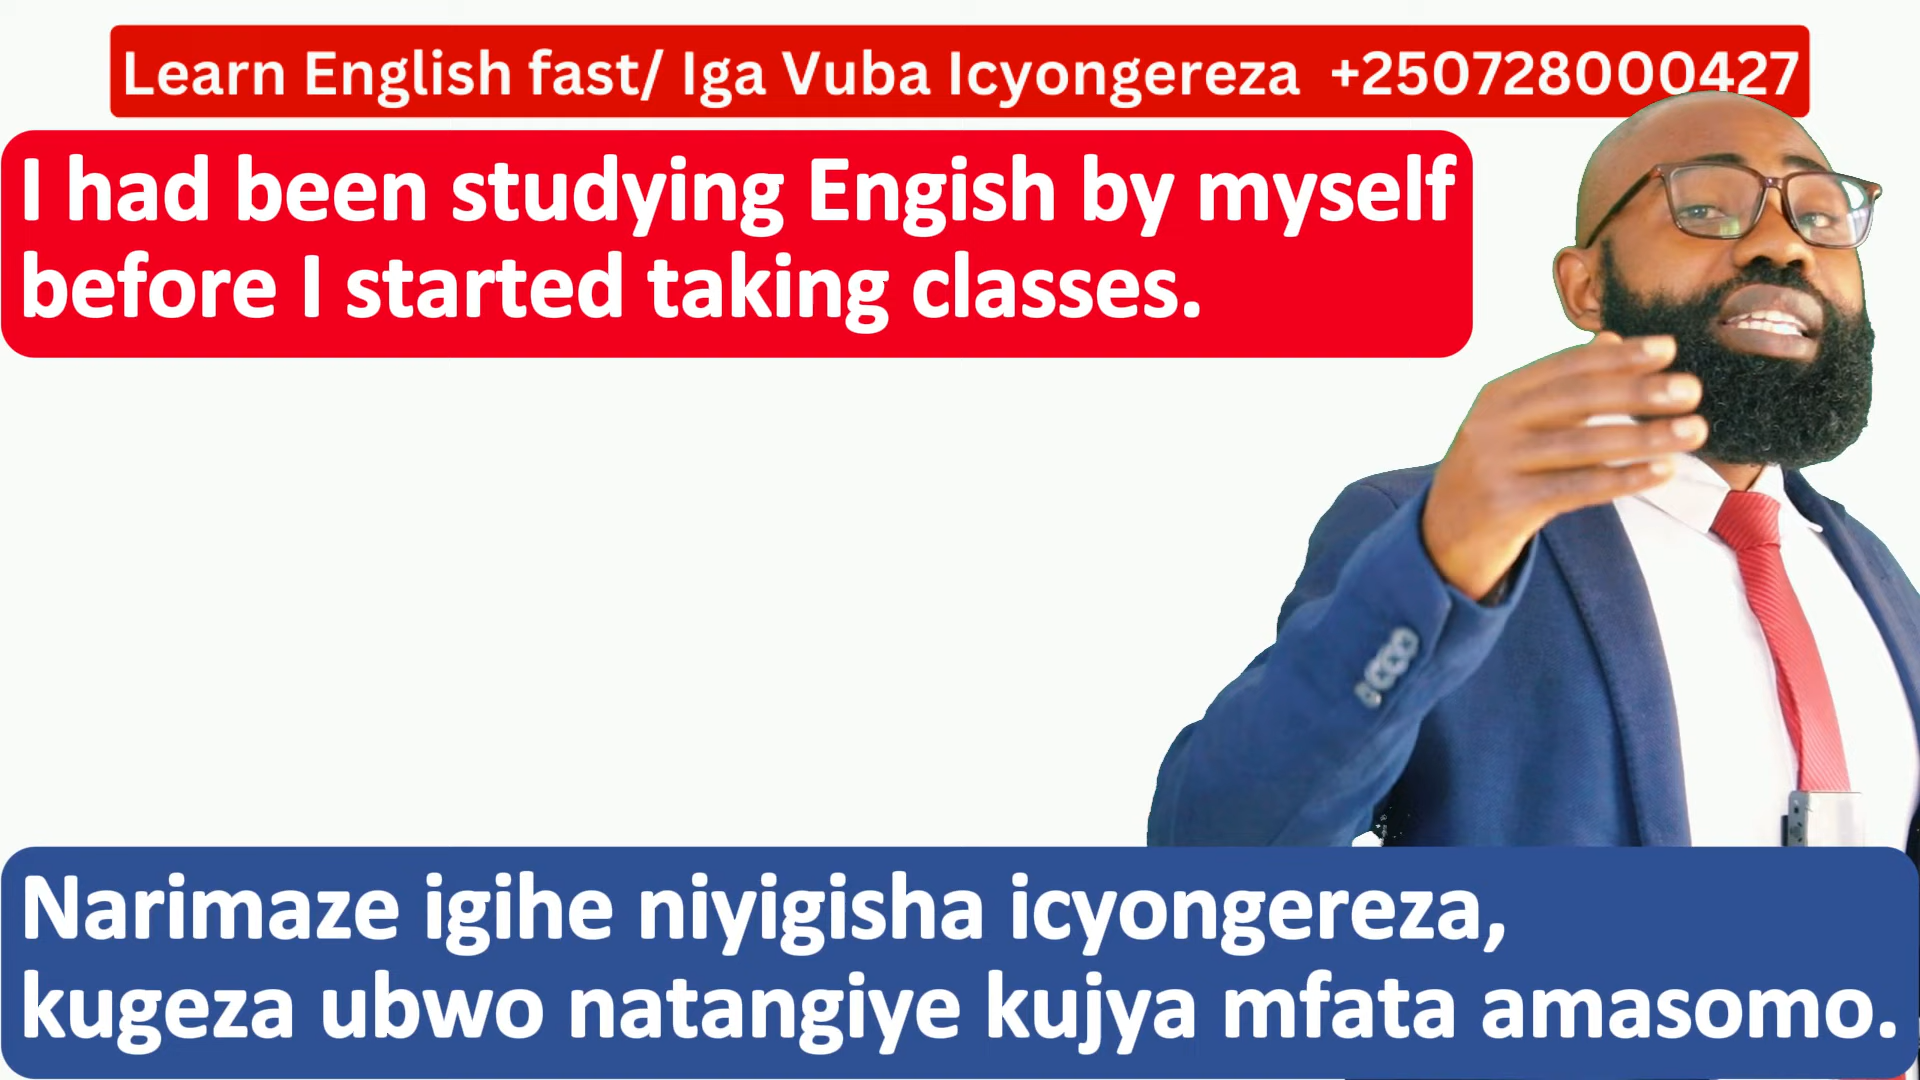 Learn English fast/ Iga Vuba Icyongereza +250728000427
I had been studying Engish by myself
before I started taking classes.
Narimaze igihe niyigisha icyongereza,
kugeza ubwo natangiye kujya mfata amasomo.